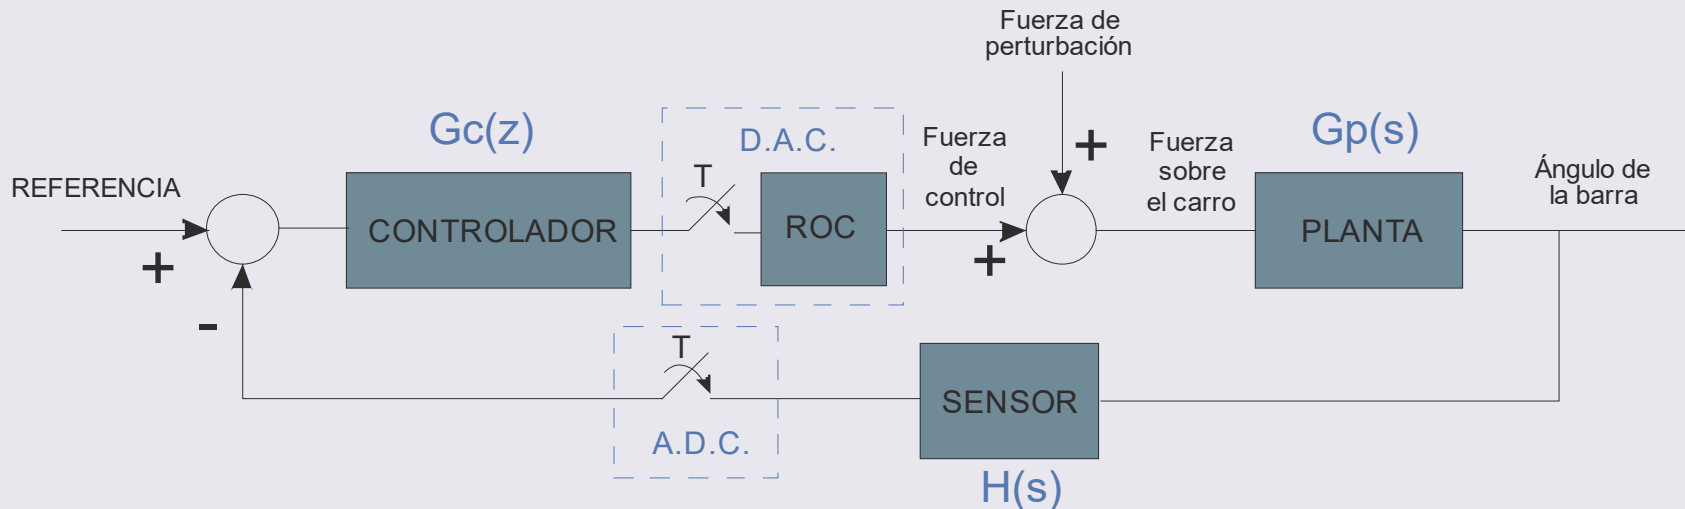 Fuerza de
perturbación
Gc(z)
D.A.C.
Gp(s)
+
Fuerza
de
control
Fuerza
sobre
el carro
Ángulo de
la barra
REFERENCIA
T
CONTROLADOR
ROC
PLANTA
+
+
-
T
SENSOR
A.D.C.
H(s)